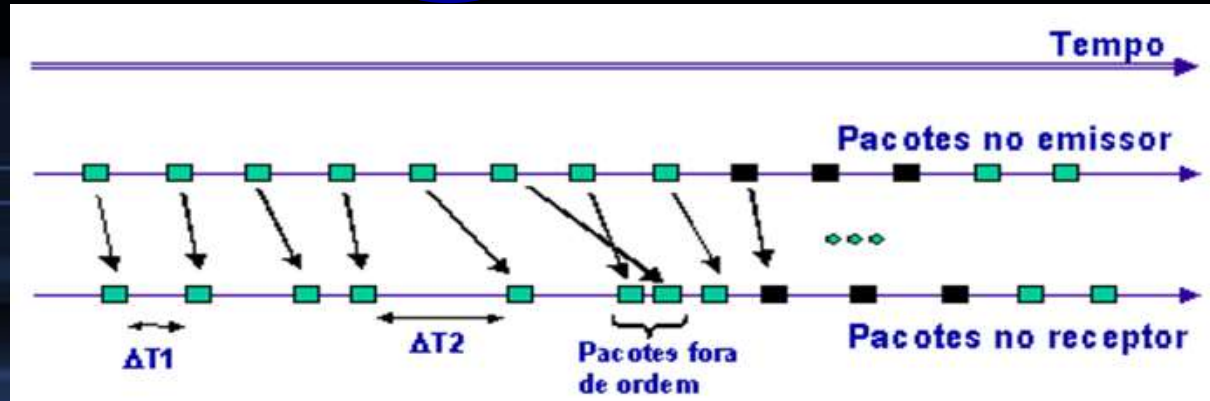 Tempo
Pacotes no emissor
ΔT1
ΔT2
Pacotes fora
de ordem
Pacotes no receptor